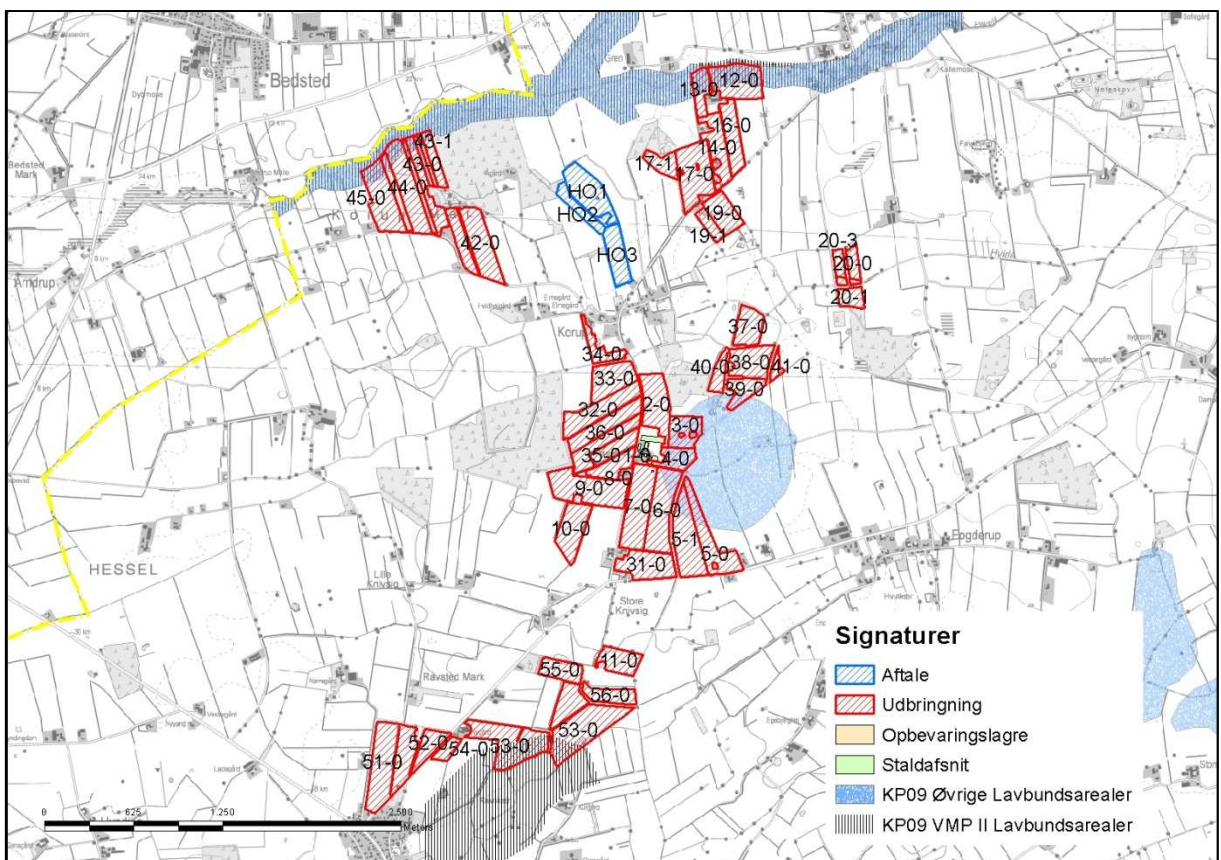 Bedsted
Gren
Kallemose
Bedsted Mark
Arndrup
Hvirlå
Korup
HESSEL
Lille Knivsig
Store Knivsig
Eogderup
Ravsted Mark
13-0
12-0
16-0
14-0
17-1
17-0
19-0
19-1
43-1
43-0
44-0
45-0
42-0
HO1
HO2
HO3
20-3
20-0
20-1
37-0
40-0
38-0
41-0
39-0
34-0
33-0
2-0
32-0
3-0
36-0
35-0
4-0
8-0
9-0
7-0
6-0
10-0
5-1
5-0
31-0
11-0
55-0
56-0
53-0
52-0
54-0
53-0
51-0
0
625
1.250
2.500
Meters
Signaturer
Aftale
Udbringning
Opbevaringslagre
Staldafsnit
KP09 Øvrige Lavbundsarealer
KP09 VMP II Lavbundsarealer